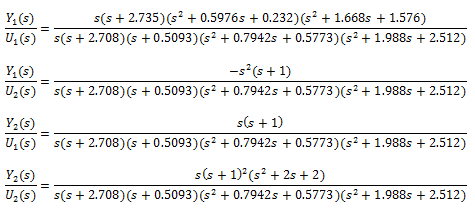 Y₁(s)/U₁(s) = s(s + 2.735)(s² + 0.5976s + 0.232)(s² + 1.668s + 1.576) / s(s + 2.708)(s + 0.5093)(s² + 0.7942s + 0.5773)(s² + 1.988s + 2.512)
Y₁(s)/U₂(s) = −s²(s + 1) / s(s + 2.708)(s + 0.5093)(s² + 0.7942s + 0.5773)(s² + 1.988s + 2.512)
Y₂(s)/U₁(s) = s(s + 1) / s(s + 2.708)(s + 0.5093)(s² + 0.7942s + 0.5773)(s² + 1.988s + 2.512)
Y₂(s)/U₂(s) = s(s + 1)²(s² + 2s + 2) / s(s + 2.708)(s + 0.5093)(s² + 0.7942s + 0.5773)(s² + 1.988s + 2.512)